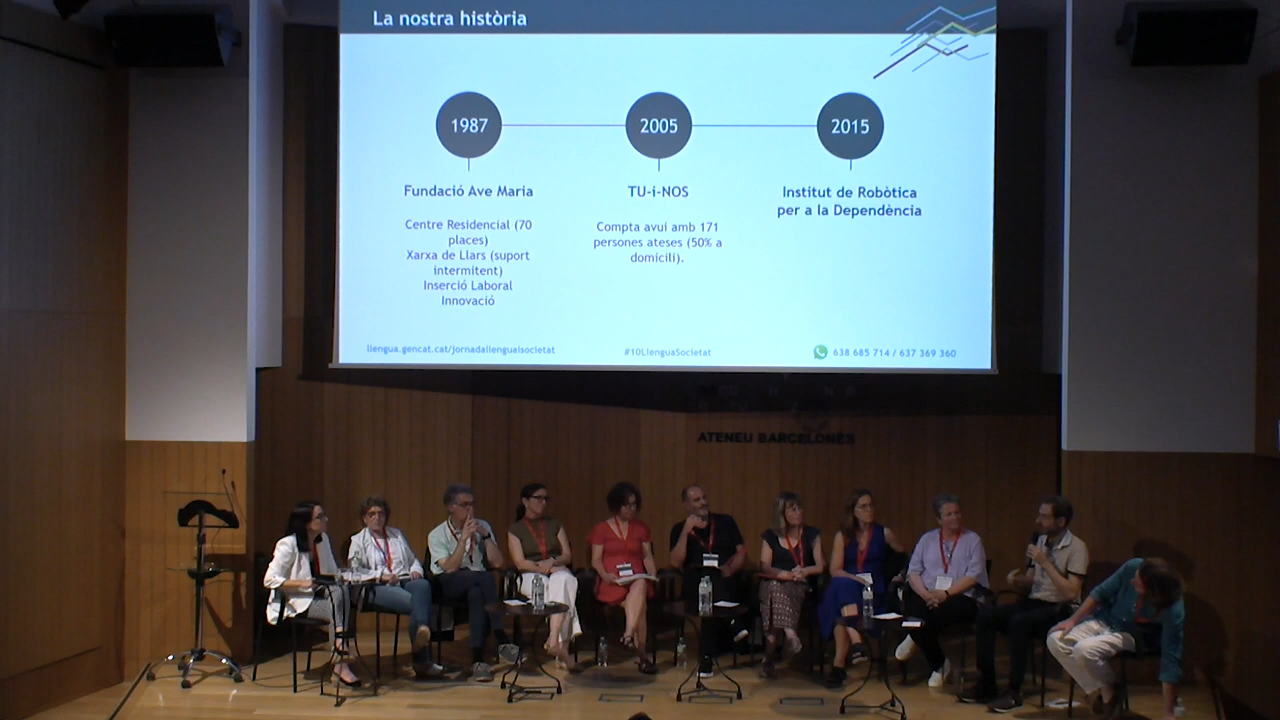 La nostra història
1987
2005
2015
Fundació Ave Maria
Centre Residencial (70
places)
Xarxa de Llars (suport
intermitent)
Inserció Laboral
Innovació
TU-i-NOS
Compta avui amb 171
persones ateses (50% a
domicili).
Institut de Robòtica
per a la Dependència
llengua.gencat.cat/jornadallenguaisocietat
#10LlenguaSocietat
638 685 714 / 637 369 360
ATENEU BARCELONÈS